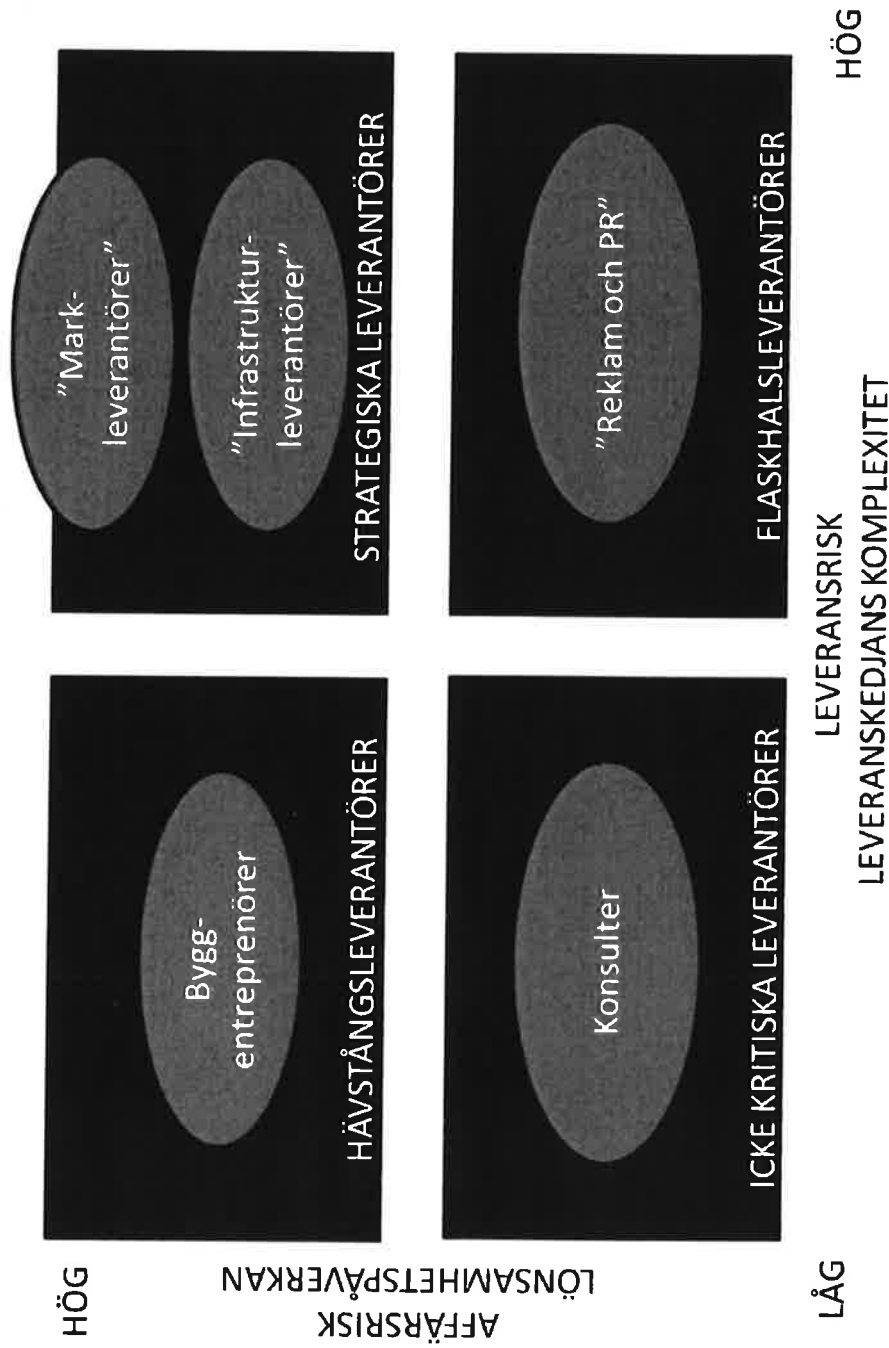 HÖG
AFFÄRSRISK
LÖNSAMHETSPÅVERKAN
Bygg-
entreprenörer
HÄVSTÅNGSLEVERANTÖRER
"Mark-
leverantörer"
"Infrastruktur-
leverantörer"
STRATEGISKA LEVERANTÖRER
Konsulter
ICKE KRITISKA LEVERANTÖRER
"Reklam och PR"
FLASKHALSLEVERANTÖRER
LÅG
LEVERANSRISK
LEVERANSKEDJANS KOMPLEXITET
HÖG